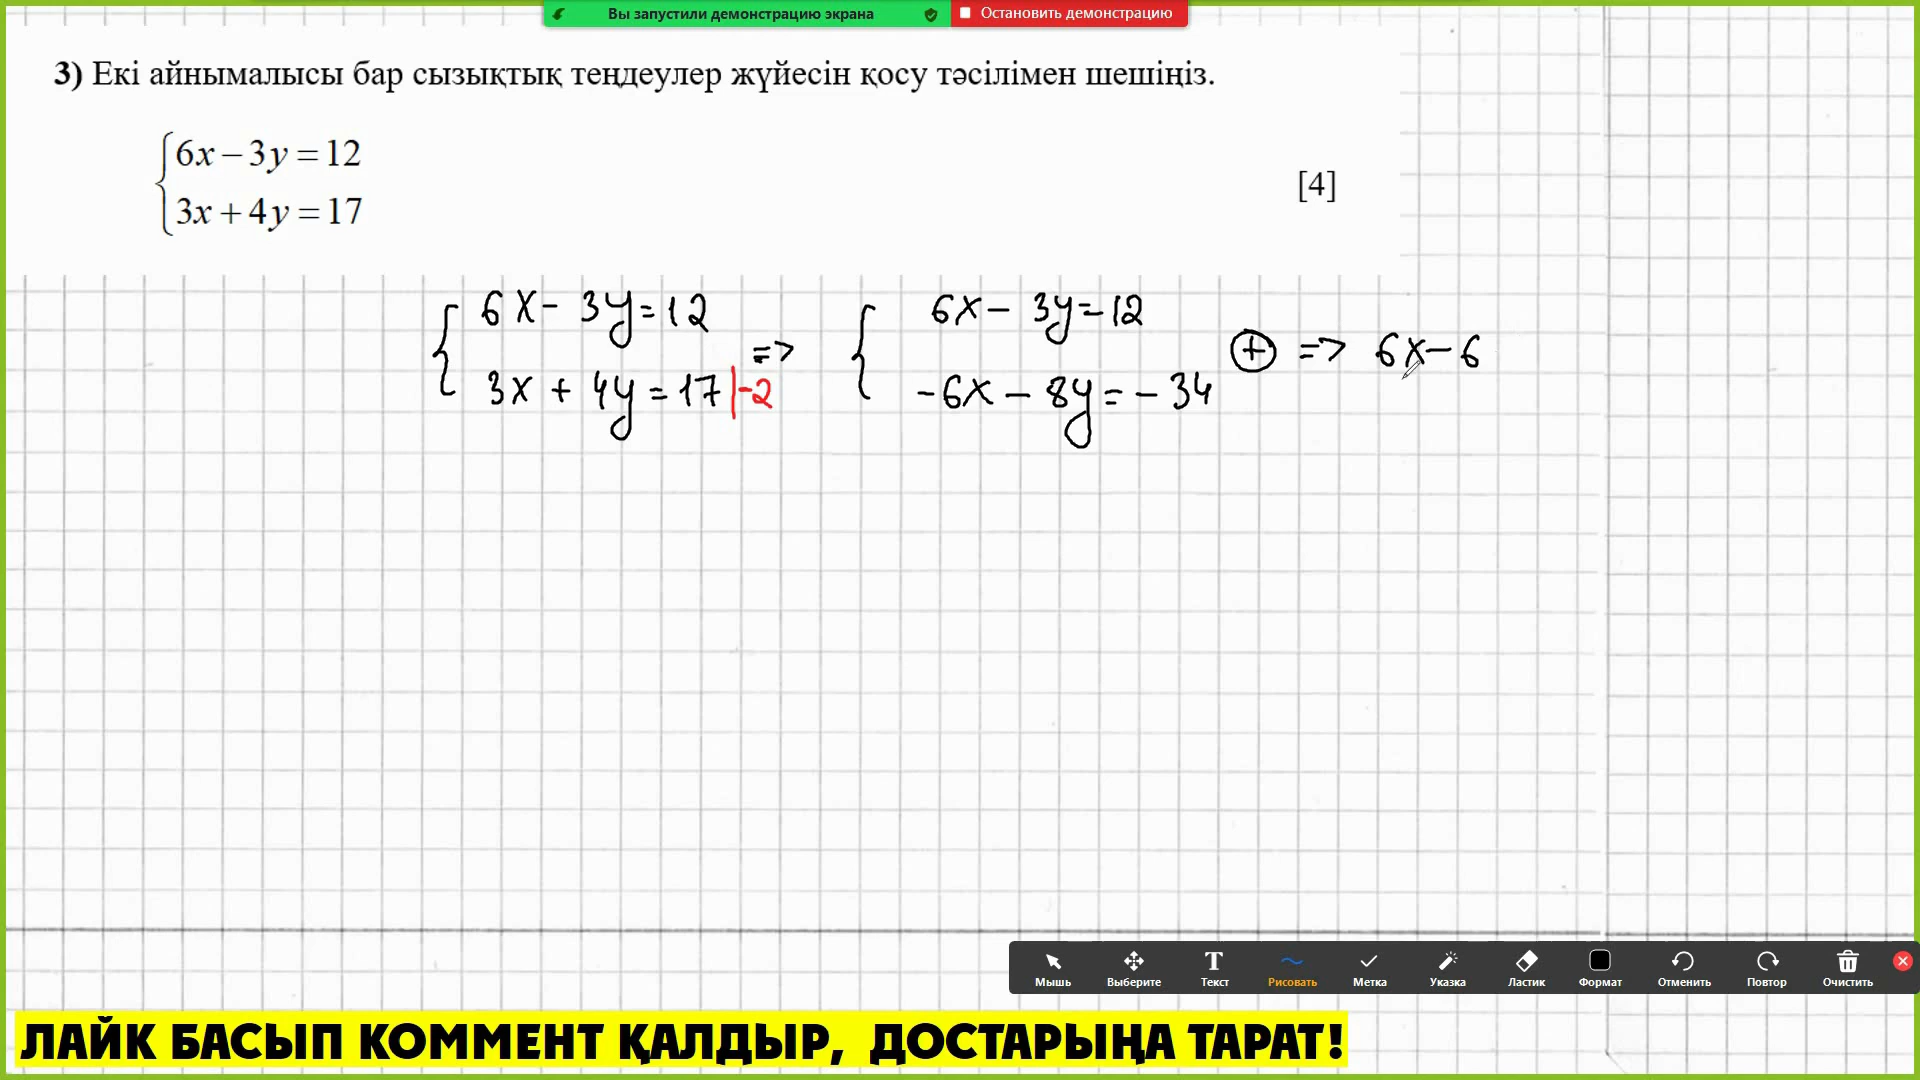 Вы запустили демонстрацию экрана
Остановить демонстрацию
3) Екі айнымалысы бар сызықтық теңдеулер жүйесін қосу тәсілімен шешіңіз.
6x − 3y = 12
3x + 4y = 17
[4]
6x − 3y = 12
3x + 4y = 17 | -2
=>
6x − 3y = 12
-6x − 8y = − 34
+ => 6x − 6
Мышь Выберите Текст Рисовать Метка Указка Ластик Формат Отменить Повтор Очистить
ЛАЙК БАСЫП КОММЕНТ ҚАЛДЫР, ДОСТАРЫҢА ТАРАТ!